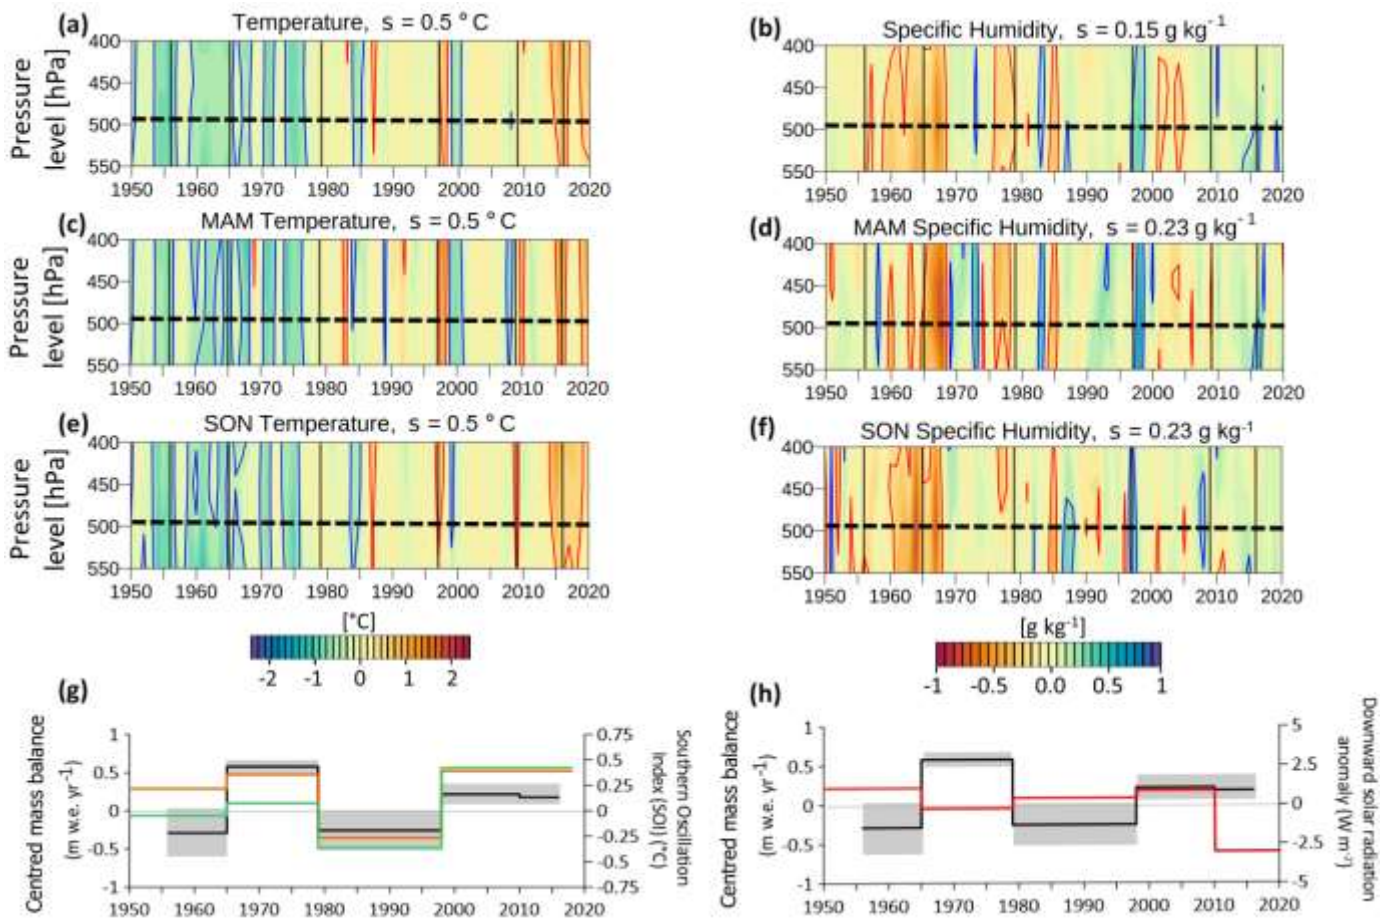 (a) Temperature, s = 0.5 ° C
Pressure
level [hPa]
400
450
500
550
1950 1960 1970 1980 1990 2000 2010 2020
(b) Specific Humidity, s = 0.15 g kg-1
400
450
500
550
1950 1960 1970 1980 1990 2000 2010 2020
(c) MAM Temperature, s = 0.5 ° C
Pressure
level [hPa]
400
450
500
550
1950 1960 1970 1980 1990 2000 2010 2020
(d) MAM Specific Humidity, s = 0.23 g kg-1
400
450
500
550
1950 1960 1970 1980 1990 2000 2010 2020
(e) SON Temperature, s = 0.5 ° C
Pressure
level [hPa]
400
450
500
550
1950 1960 1970 1980 1990 2000 2010 2020
(f) SON Specific Humidity, s = 0.23 g kg-1
400
450
500
550
1950 1960 1970 1980 1990 2000 2010 2020
[°C]
-2 -1 0 1 2
[g kg-1]
-1 -0.5 0.0 0.5 1
(g)
Centred mass balance
(m w.e. yr-1)
1
0.5
0
-0.5
-1
0.75
0.5
0.25
0
-0.25
-0.5
-0.75
Southern Oscillation
index (SOI) (°C)
1950 1960 1970 1980 1990 2000 2010 2020
(h)
Centred mass balance
(m w.e. yr-1)
1
0.5
0
-0.5
-1
5
2.5
0
-2.5
-5
Downward solar radiation
anomaly (W m-2)
1950 1960 1970 1980 1990 2000 2010 2020